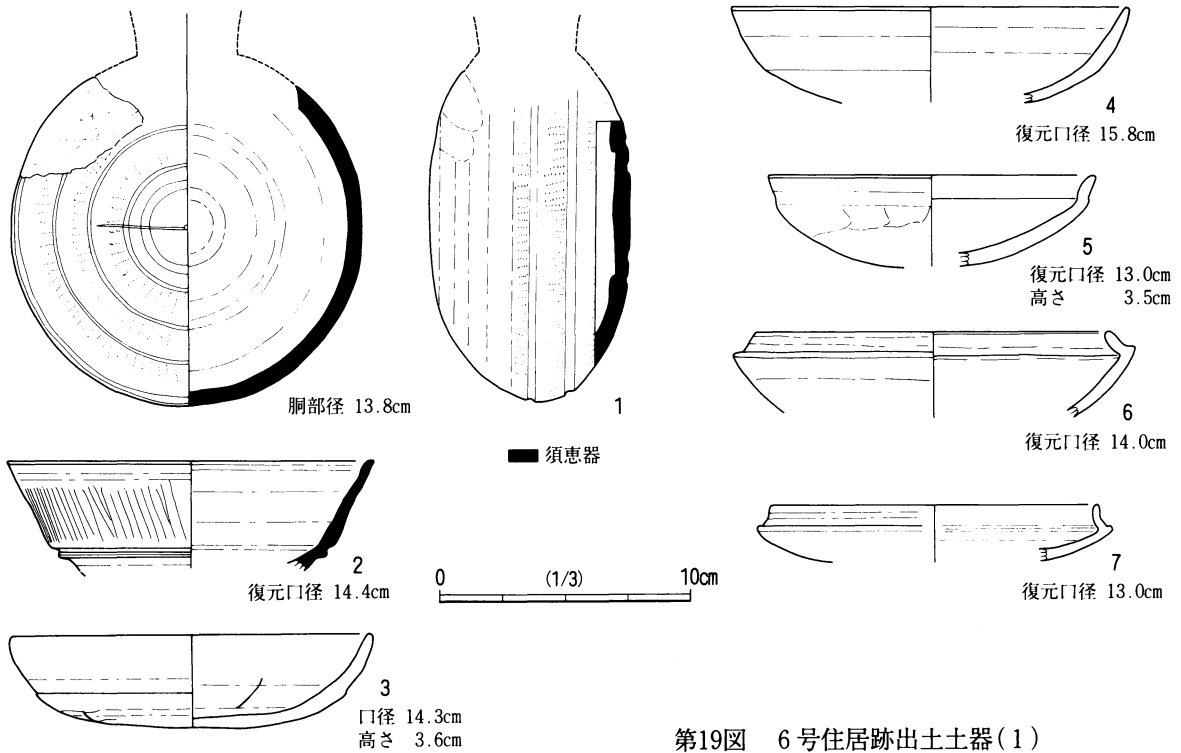 胴部径 13.8cm
1
須恵器
2
復元口径 14.4cm
3
口径 14.3cm
高さ 3.6cm
0 (1/3) 10cm
4
復元口径 15.8cm
5
復元口径 13.0cm
高さ 3.5cm
6
復元口径 14.0cm
7
復元口径 13.0cm
第19図 6号住居跡出土土器(1)